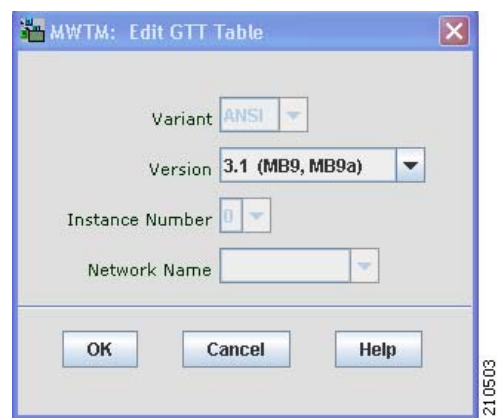 MWTM: Edit GTT Table
Variant ANSI
Version 3.1 (MB9, MB9a)
Instance Number 0
Network Name
OK Cancel Help
210503